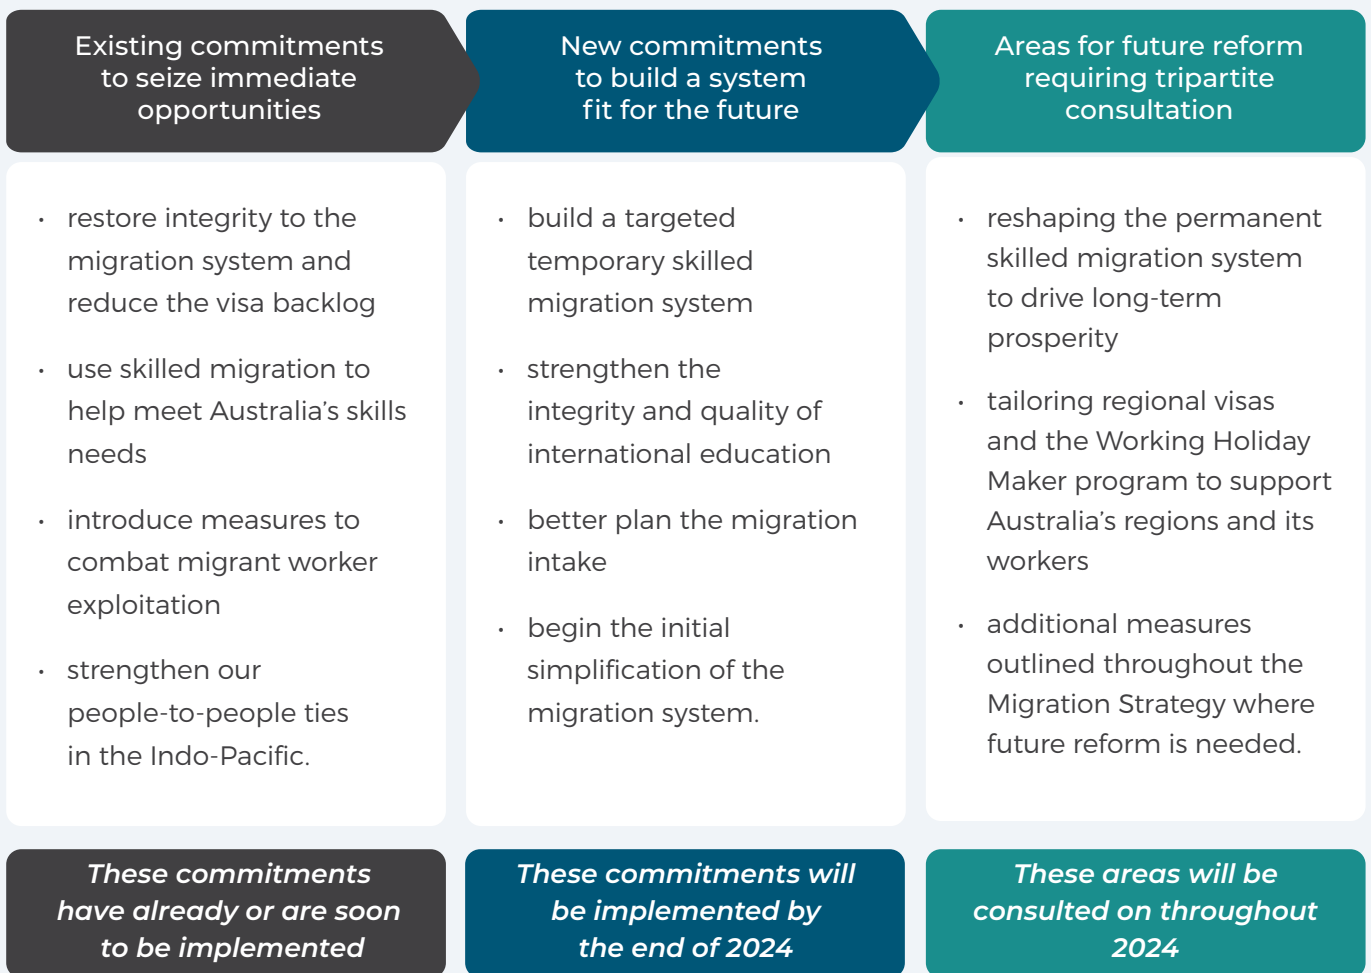 Existing commitments
to seize immediate
opportunities
• restore integrity to the
migration system and
reduce the visa backlog
• use skilled migration to
help meet Australia's skills
needs
• introduce measures to
combat migrant worker
exploitation
• strengthen our
people-to-people ties
in the Indo-Pacific.
These commitments
have already or are soon
to be implemented
New commitments
to build a system
fit for the future
• build a targeted
temporary skilled
migration system
• strengthen the
integrity and quality of
international education
• better plan the migration
intake
• begin the initial
simplification of the
migration system.
These commitments will
be implemented by
the end of 2024
Areas for future reform
requiring tripartite
consultation
• reshaping the permanent
skilled migration system
to drive long-term
prosperity
• tailoring regional visas
and the Working Holiday
Maker program to support
Australia's regions and its
workers
• additional measures
outlined throughout the
Migration Strategy where
future reform is needed.
These areas will be
consulted on throughout
2024